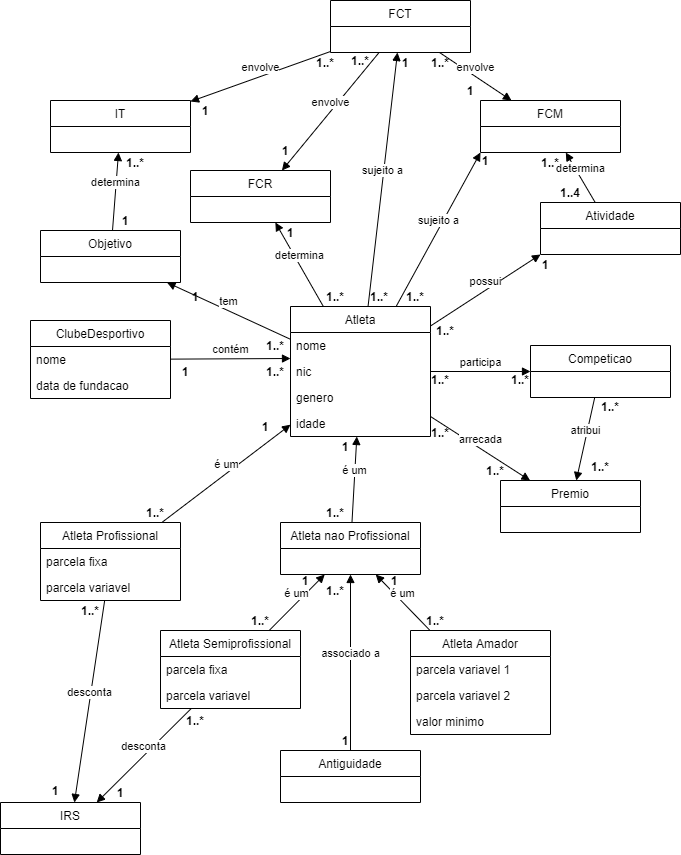 FCT
1..*
1..*
1
1..*
envolve
envolve
envolve
1
1
IT
FCM
1..*
1
1
1..*
determina
sujeito a
determina
FCR
1..4
1
1
Objetivo
Atividade
sujeito a
determina
possui
1
1
tem
1..*
1..*
1..*
Atleta
1..*
ClubeDesportivo
nome
data de fundacao
contém
1
1..*
1..*
nome
nic
genero
idade
participa
1..*
1..*
Competicao
1..*
atribui
1..*
arrecada
1..*
1..*
Premio
1
1
é um
é um
1..*
1..*
Atleta Profissional
parcela fixa
parcela variavel
Atleta nao Profissional
1..*
1
1..*
1
é um
é um
1..*
1..*
Atleta Semiprofissional
parcela fixa
parcela variavel
associado a
Atleta Amador
parcela variavel 1
parcela variavel 2
valor minimo
desconta
1..*
desconta
1
Antiguidade
1
1
IRS